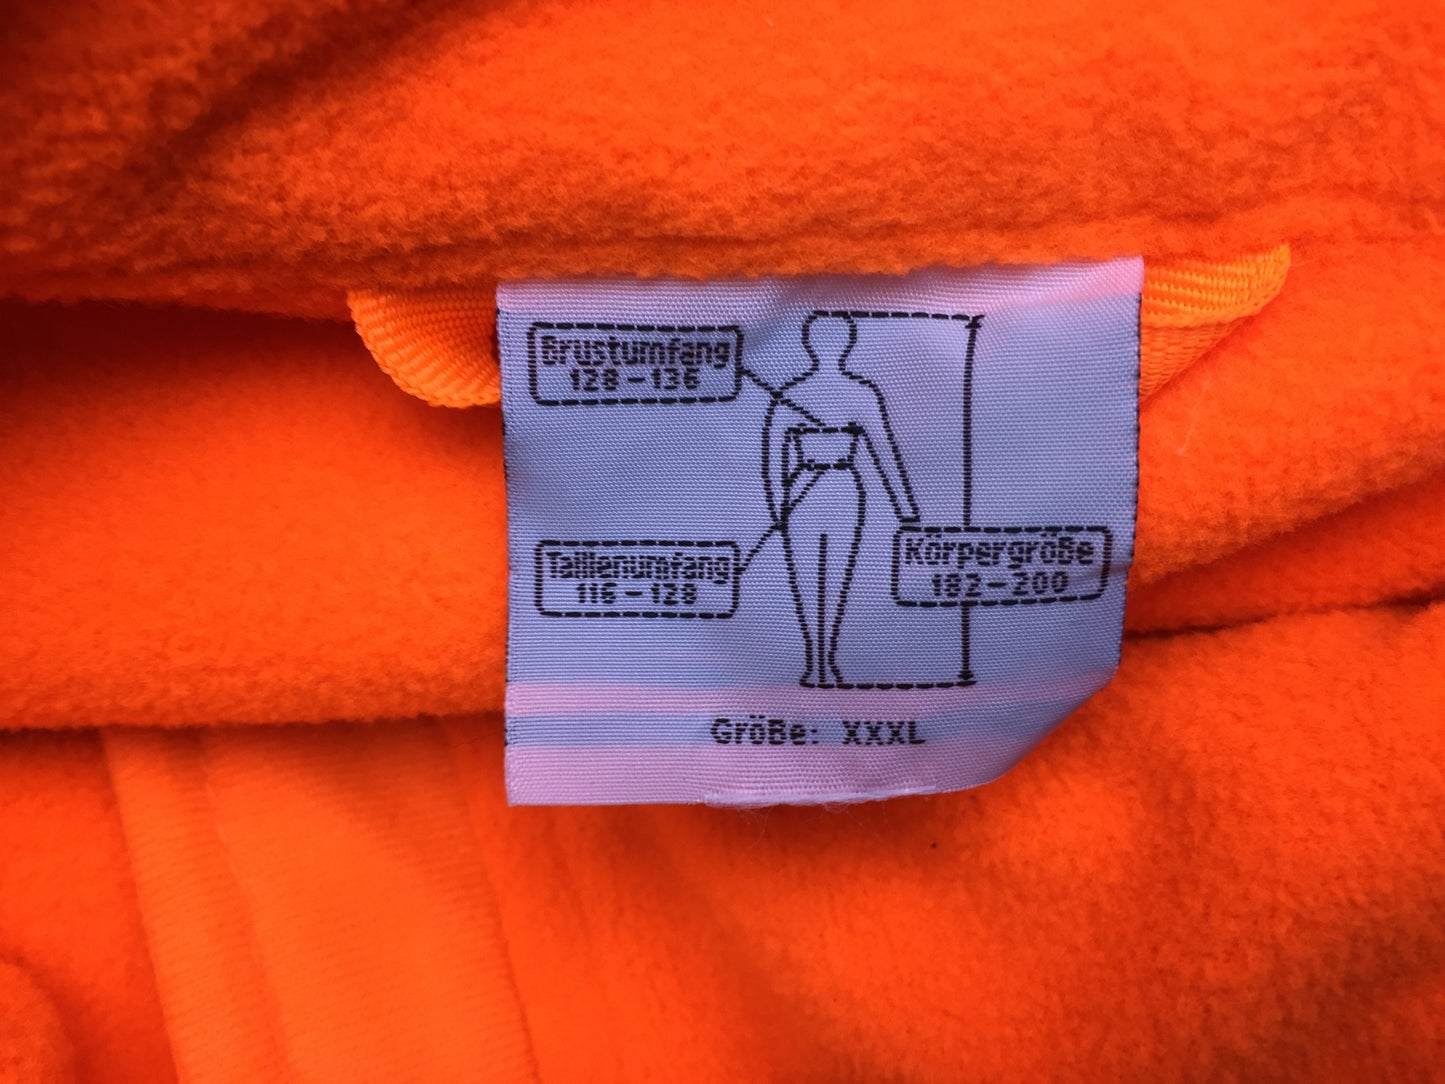 Brustumfang
128-136
Taillenumfang
116-128
Körpergröße
182-200
Größe: XXXL